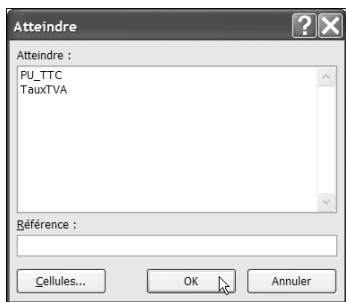 Atteindre
Atteindre :
PU_TTC
TauxTVA
Référence :
Cellules... OK Annuler